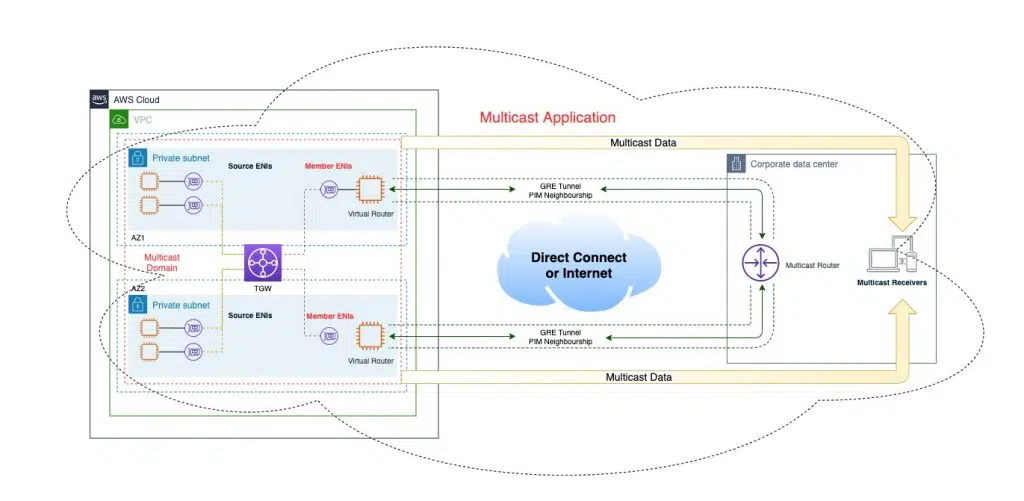 aws
AWS Cloud
VPC
Multicast Application
Multicast Data
Private subnet
Source ENIs
Member ENIs
Virtual Router
AZ1
GRE Tunnel
PIM Neighbourship
Corporate data center
Multicast
Domain
TGW
Direct Connect
or Internet
Multicast Router
Multicast Receivers
AZ2
Private subnet
Source ENIs
Member ENIs
Virtual Router
GRE Tunnel
PIM Neighbourship
Multicast Data